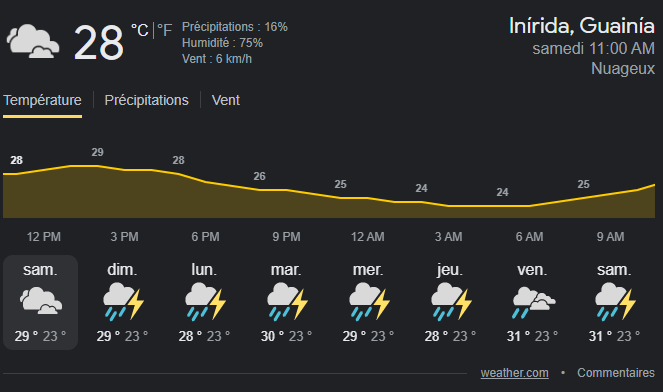 28 °C | °F
Précipitations : 16%
Humidité : 75%
Vent : 6 km/h
Inírida, Guainía
samedi 11:00 AM
Nuageux
Température | Précipitations | Vent
28 29 28 26 25 24 24 25
12 PM 3 PM 6 PM 9 PM 12 AM 3 AM 6 AM 9 AM
sam. dim. lun. mar. mer. jeu. ven. sam.
29 ° 23 ° 29 ° 23 ° 28 ° 23 ° 30 ° 23 ° 29 ° 23 ° 28 ° 23 ° 31 ° 23 ° 31 ° 23 °
weather.com • Commentaires